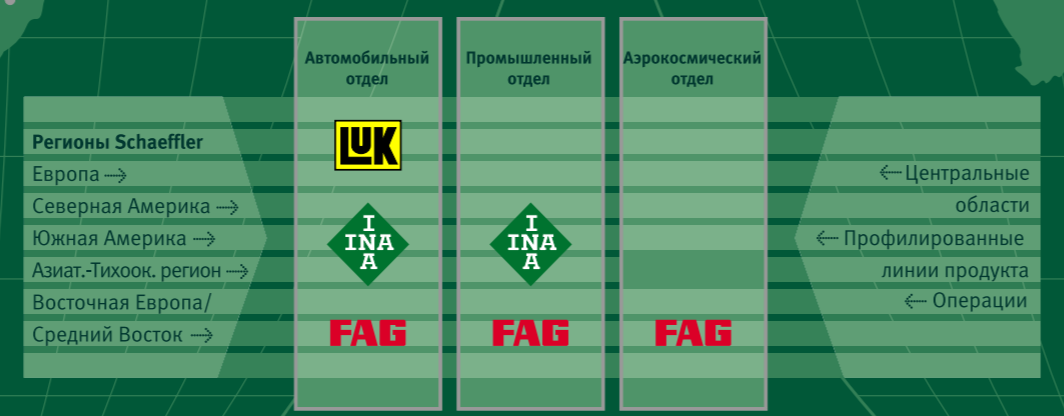 Автомобильный
отдел
Промышленный
отдел
Аэрокосмический
отдел
Регионы Schaeffler
Европа
Северная Америка
Южная Америка
Азиат.-Тихоок. регион
Восточная Европа/
Средний Восток
LUK
INA
INA
FAG
FAG
FAG
Центральные
области
Профилированные
линии продукта
Операции